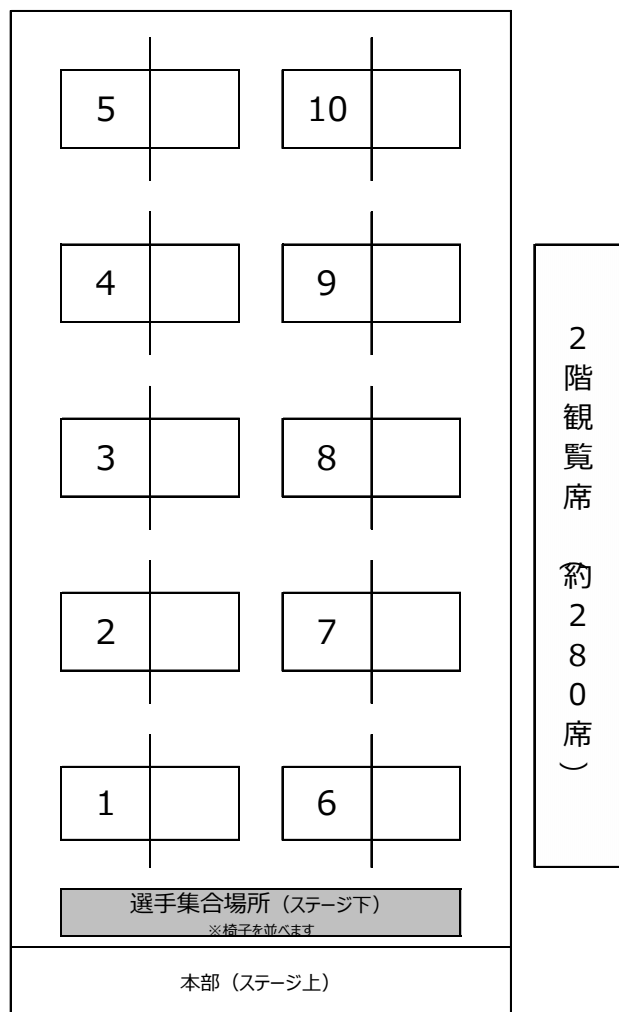 5 10
4 9
3 8
2 7
1 6
選手集合場所（ステージ下）
※椅子を並べます
本部（ステージ上）
2階観覧席（約280席）